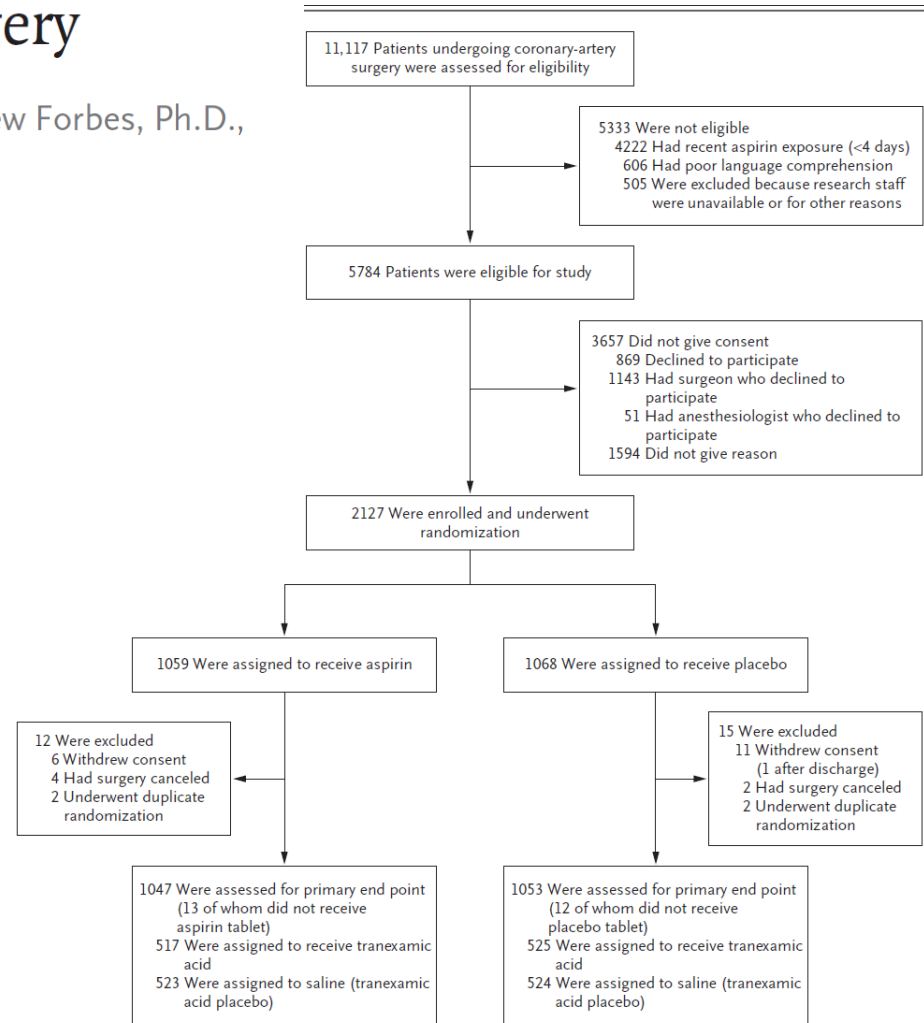 ery
ew Forbes, Ph.D.,
11,117 Patients undergoing coronary-artery
surgery were assessed for eligibility
5333 Were not eligible
4222 Had recent aspirin exposure (<4 days)
606 Had poor language comprehension
505 Were excluded because research staff
were unavailable or for other reasons
5784 Patients were eligible for study
3657 Did not give consent
869 Declined to participate
1143 Had surgeon who declined to
participate
51 Had anesthesiologist who declined to
participate
1594 Did not give reason
2127 Were enrolled and underwent
randomization
1059 Were assigned to receive aspirin
1068 Were assigned to receive placebo
12 Were excluded
6 Withdrew consent
4 Had surgery canceled
2 Underwent duplicate
randomization
15 Were excluded
11 Withdrew consent
(1 after discharge)
2 Had surgery canceled
2 Underwent duplicate
randomization
1047 Were assessed for primary end point
(13 of whom did not receive
aspirin tablet)
517 Were assigned to receive tranexamic
acid
523 Were assigned to saline (tranexamic
acid placebo)
1053 Were assessed for primary end point
(12 of whom did not receive
placebo tablet)
525 Were assigned to receive tranexamic
acid
524 Were assigned to saline (tranexamic
acid placebo)